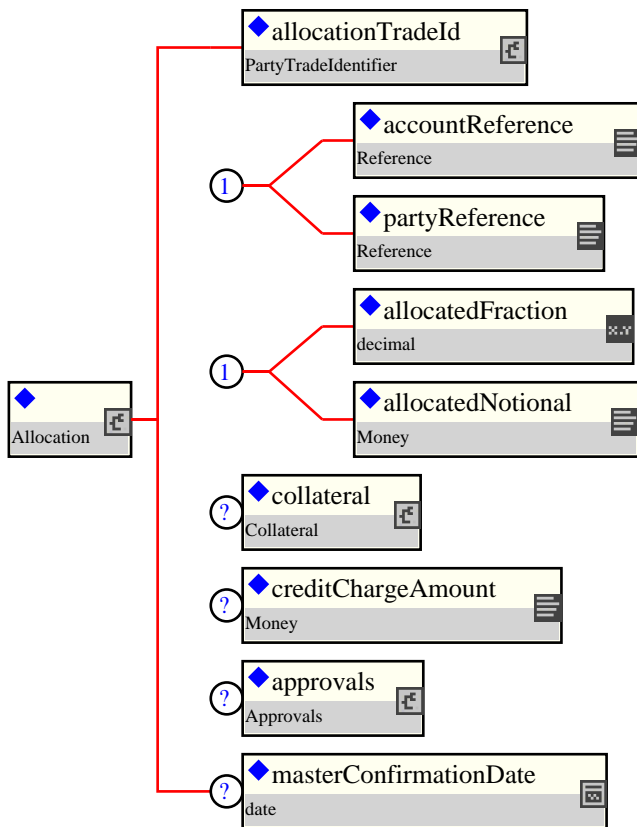 allocationTradeId
PartyTradeIdentifier
accountReference
Reference
1
partyReference
Reference
allocatedFraction
decimal
1
allocatedNotional
Money
Allocation
?
collateral
Collateral
?
creditChargeAmount
Money
?
approvals
Approvals
?
masterConfirmationDate
date